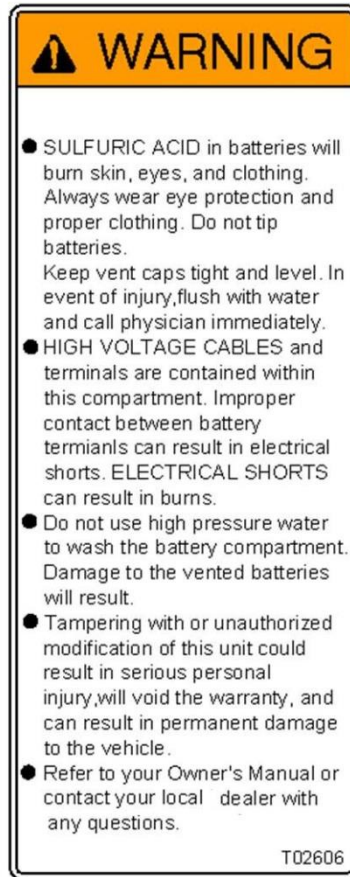 WARNING
● SULFURIC ACID in batteries will
burn skin, eyes, and clothing.
Always wear eye protection and
proper clothing. Do not tip
batteries.
Keep vent caps tight and level. In
event of injury,flush with water
and call physician immediately.
● HIGH VOLTAGE CABLES and
terminals are contained within
this compartment. Improper
contact between battery
termianls can result in electrical
shorts. ELECTRICAL SHORTS
can result in burns.
● Do not use high pressure water
to wash the battery compartment.
Damage to the vented batteries
will result.
● Tampering with or unauthorized
modification of this unit could
result in serious personal
injury,will void the warranty, and
can result in permanent damage
to the vehicle.
● Refer to your Owner's Manual or
contact your local dealer with
any questions.
T02606